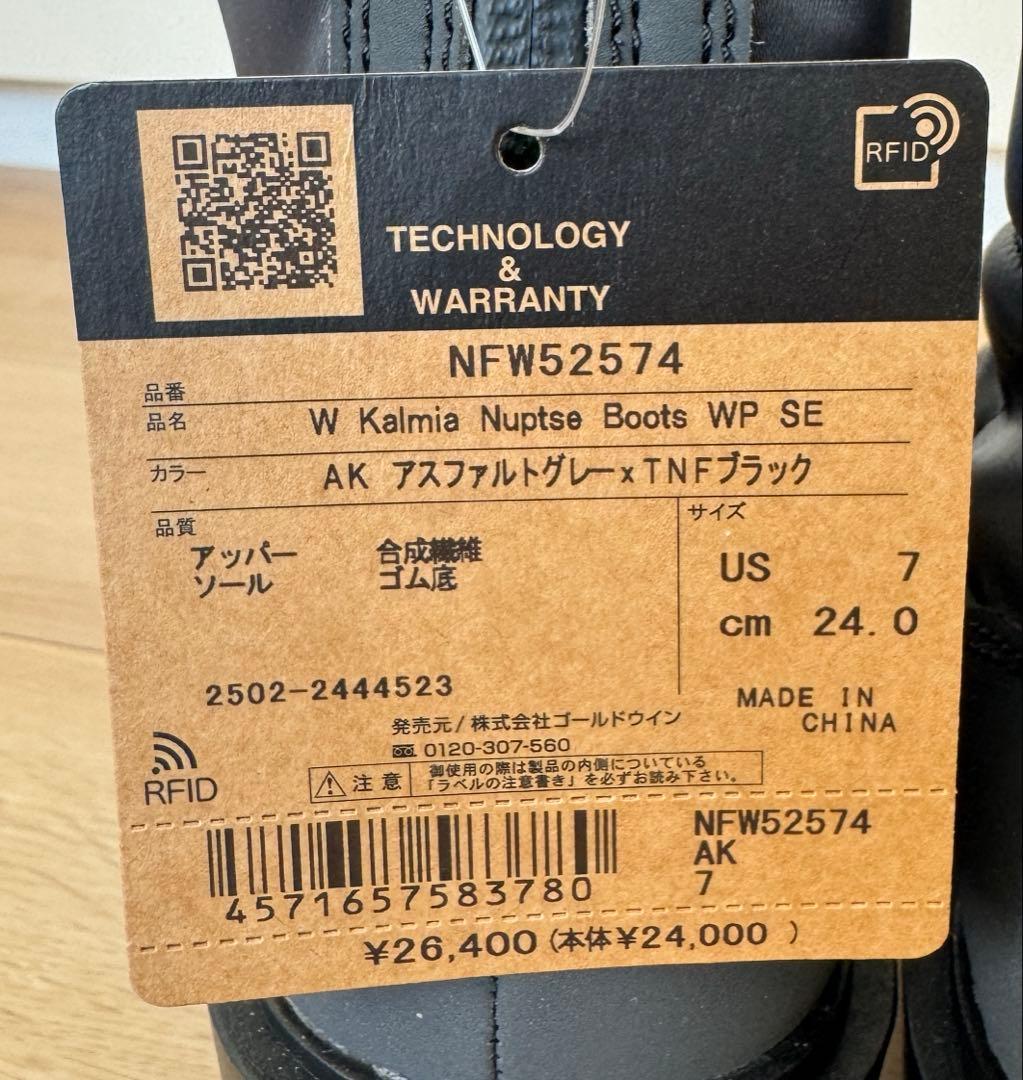 RFID
TECHNOLOGY
&
WARRANTY
品番 NFW52574
品名 W Kalmia Nuptse Boots WP SE
カラー AK アスファルトグレーxTNFブラック
品質
アッパー 合成繊維
ソール ゴム底
サイズ
US 7
cm 24.0
2502-2444523
MADE IN
CHINA
発売元/株式会社ゴールドウイン
0120-307-560
RFID
注意 御使用の際は製品の内側についている
「ラベルの注意書き」を必ずお読み下さい。
4571657583780
NFW52574
AK
7
¥26,400(本体¥24,000 )